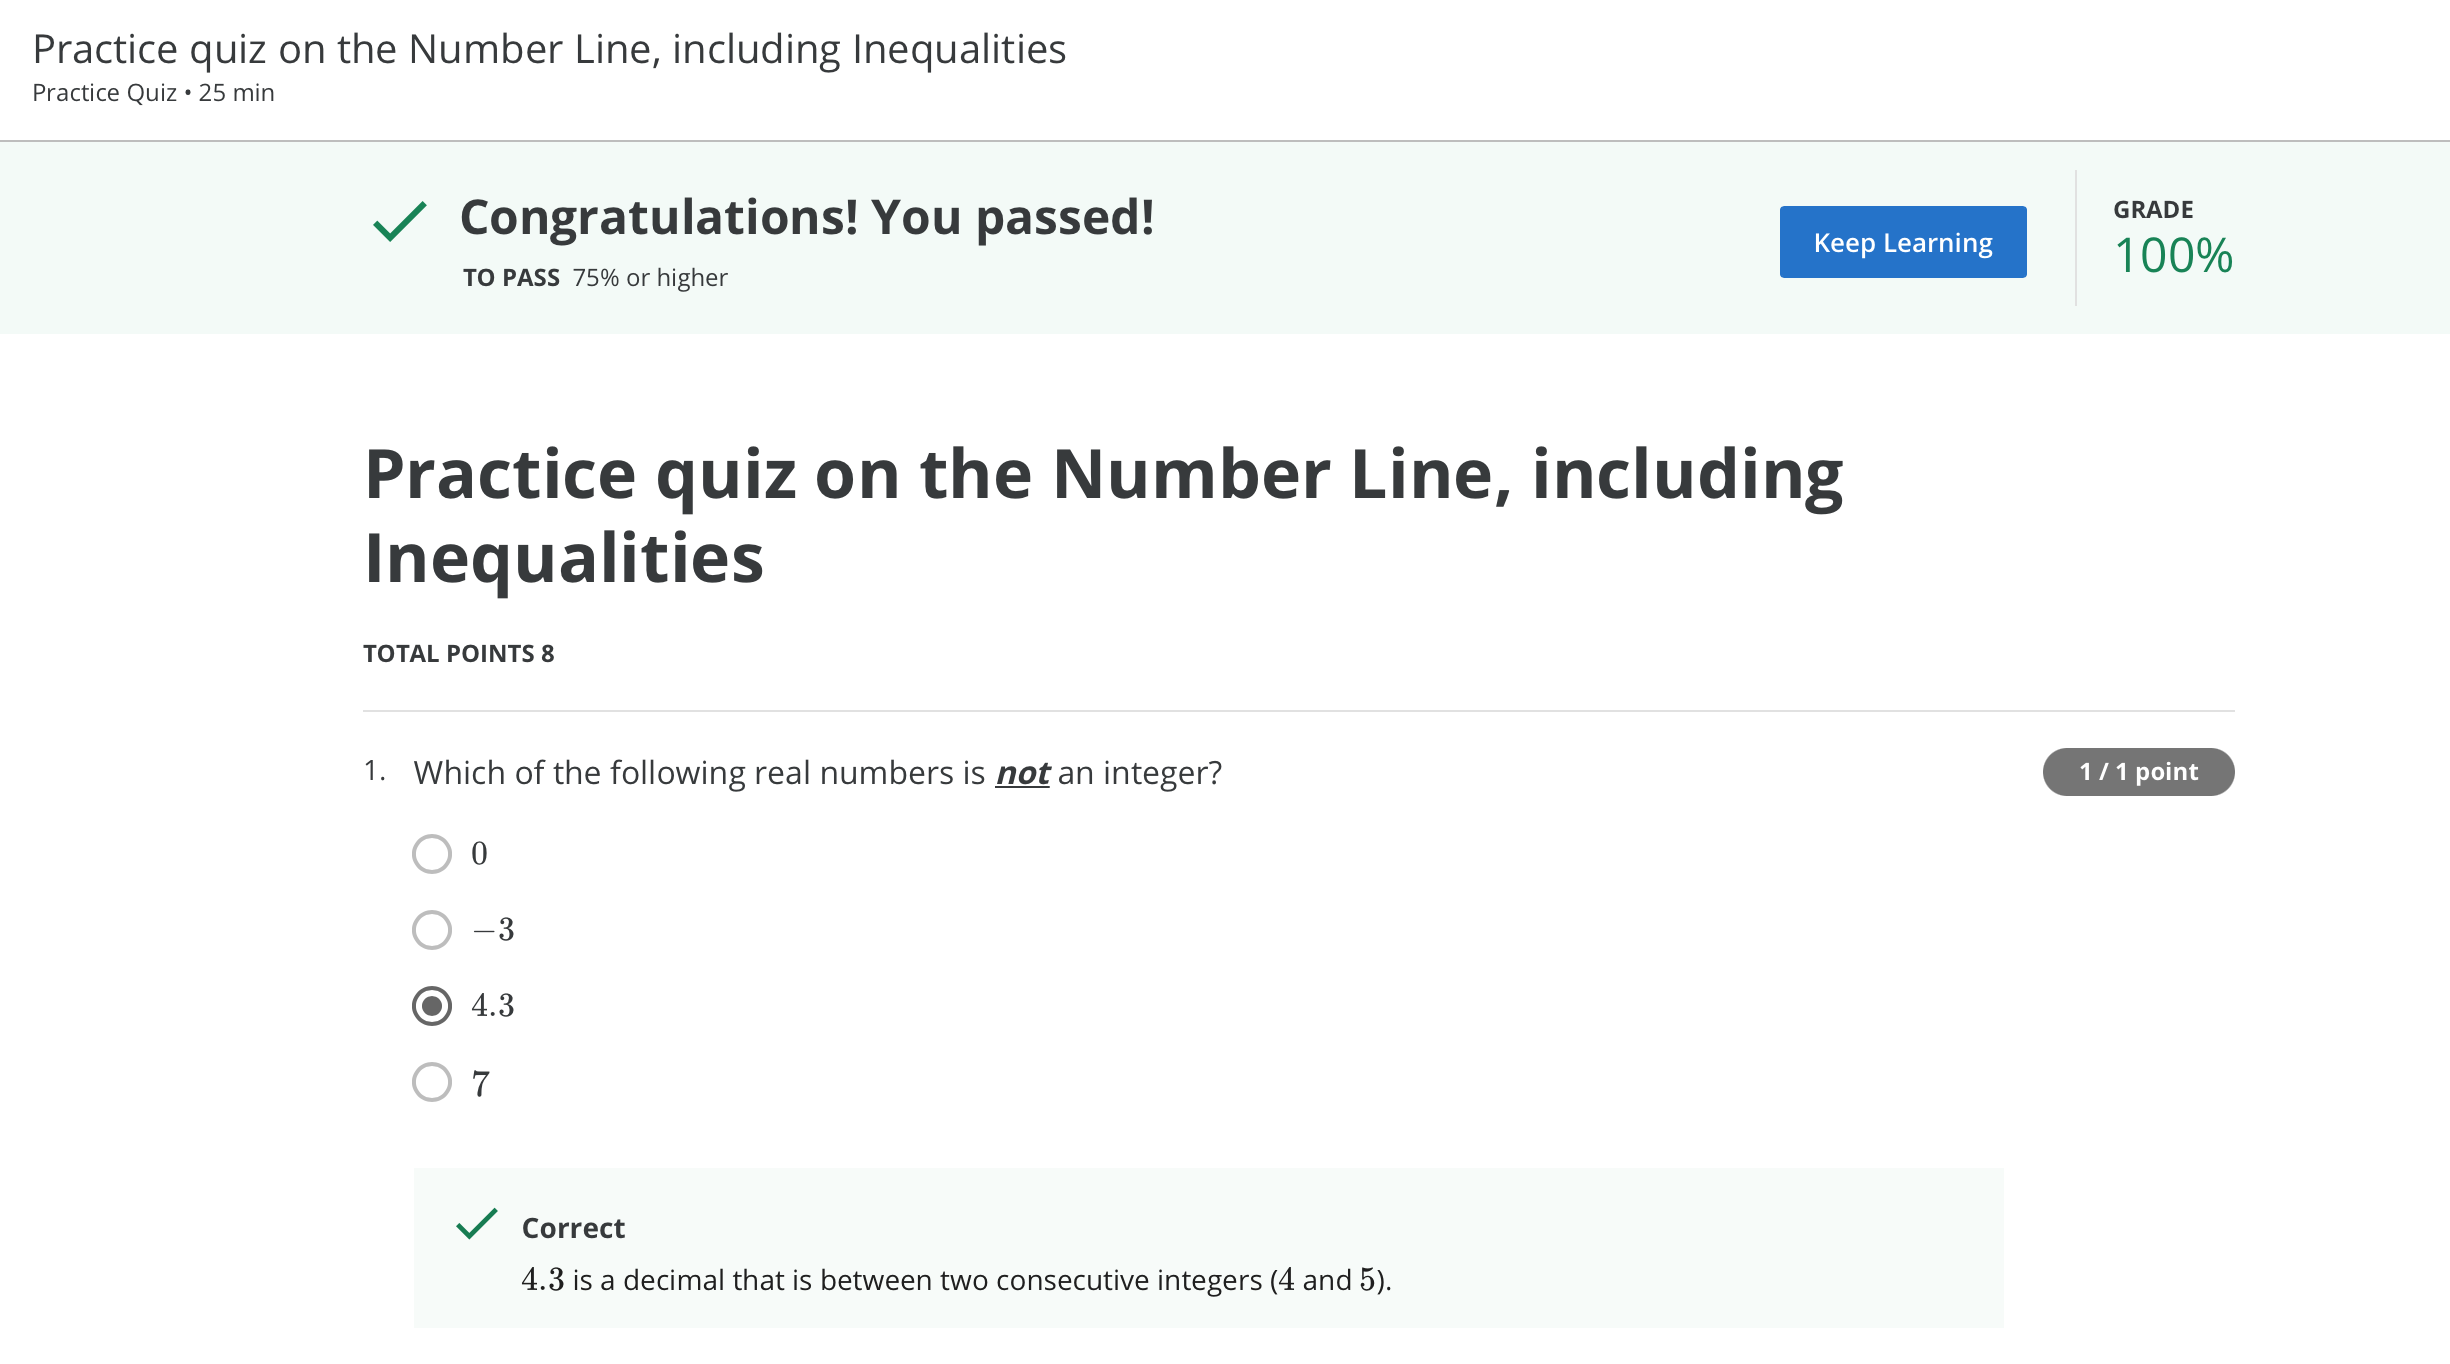 Practice quiz on the Number Line, including Inequalities
Practice Quiz • 25 min
Congratulations! You passed!
TO PASS 75% or higher
Keep Learning
GRADE
100%
Practice quiz on the Number Line, including
Inequalities
TOTAL POINTS 8
1. Which of the following real numbers is not an integer?
1 / 1 point
0
−3
4.3
7
Correct
4.3 is a decimal that is between two consecutive integers (4 and 5).